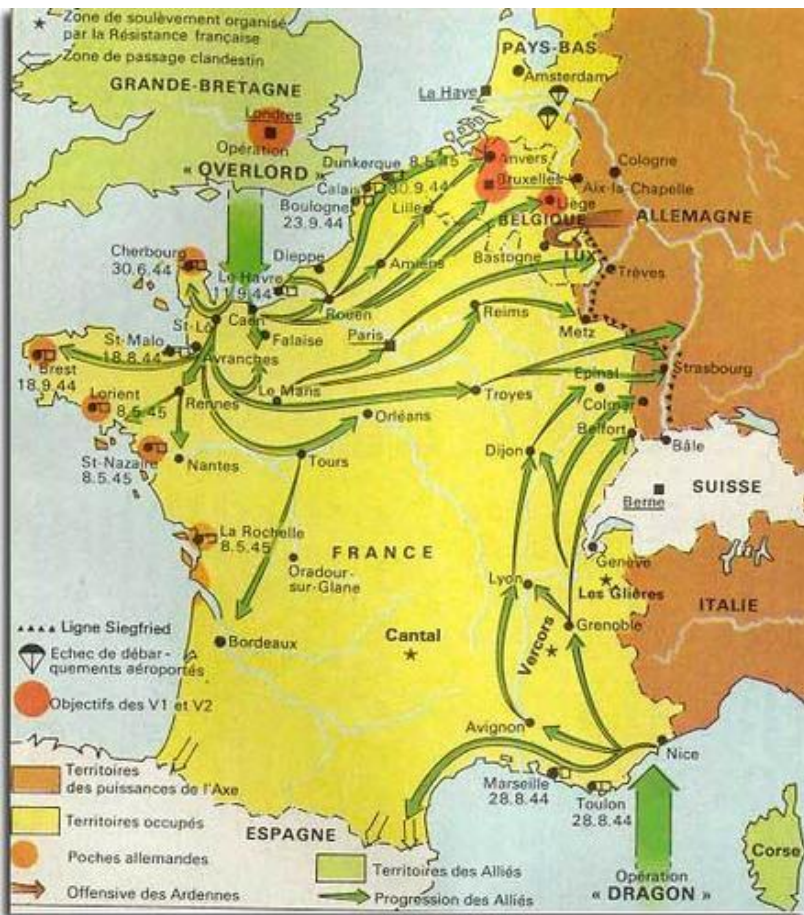 Zone de soulèvement organisé
par la Résistance française
Zone de passage clandestin
GRANDE-BRETAGNE
Londres
Opération
« OVERLORD »
PAYS-BAS
Amsterdam
La Haye
Dunkerque 8.5.45
Calais 30.9.44
Boulogne
23.9.44
Anvers
Bruxelles
Lille
Liège
BELGIQUE
Cologne
Aix-la-Chapelle
ALLEMAGNE
Bastogne
LUX
Trèves
Cherbourg
30.6.44
Dieppe
Le Havre
11.9.44
Amiens
St-Lô
Caen
Rouen
Reims
Metz
St-Malo
18.8.44
Falaise
Paris
Avranches
Brest
18.9.44
Le Mans
Troyes
Strasbourg
Epinal
Colmar
Lorient
8.5.45
Rennes
Orléans
Belfort
St-Nazaire
8.5.45
Nantes
Tours
Dijon
Bâle
SUISSE
Berne
La Rochelle
8.5.45
FRANCE
Oradour-
sur-Glane
Genève
Lyon
Les Glières
ITALIE
Ligne Siegfried
Echec de débar-
quements aéroportés
Objectifs des V1 et V2
Bordeaux
Cantal
Vercors
Grenoble
Avignon
Nice
Marseille
28.8.44
Toulon
28.8.44
Territoires
des puissances de l'Axe
Territoires occupés
Poches allemandes
Offensive des Ardennes
ESPAGNE
Territoires des Alliés
Progression des Alliés
Opération
« DRAGON »
Corse